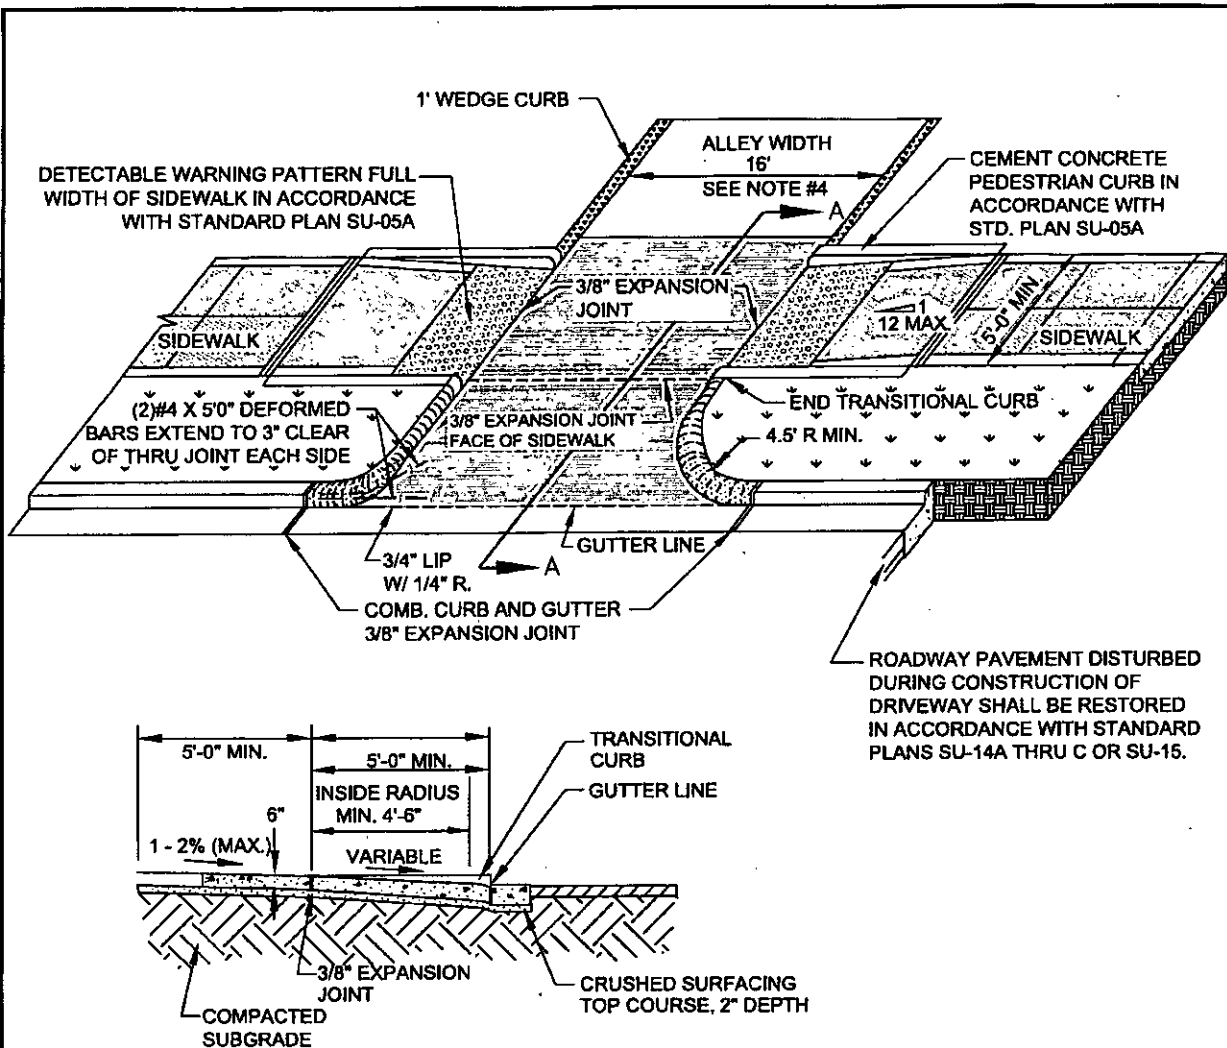 1' WEDGE CURB
ALLEY WIDTH
16'
SEE NOTE #4
A
DETECTABLE WARNING PATTERN FULL
WIDTH OF SIDEWALK IN ACCORDANCE
WITH STANDARD PLAN SU-05A
CEMENT CONCRETE
PEDESTRIAN CURB IN
ACCORDANCE WITH
STD. PLAN SU-05A
3/8" EXPANSION
JOINT
1
12 MAX.
5'-0" MIN
SIDEWALK
SIDEWALK
(2)#4 X 5'0" DEFORMED
BARS EXTEND TO 3" CLEAR
OF THRU JOINT EACH SIDE
3/8" EXPANSION JOINT
FACE OF SIDEWALK
END TRANSITIONAL CURB
4.5' R MIN.
GUTTER LINE
3/4" LIP
W/ 1/4" R.
A
COMB. CURB AND GUTTER
3/8" EXPANSION JOINT
ROADWAY PAVEMENT DISTURBED
DURING CONSTRUCTION OF
DRIVEWAY SHALL BE RESTORED
IN ACCORDANCE WITH STANDARD
PLANS SU-14A THRU C OR SU-15.
5'-0" MIN.
5'-0" MIN.
TRANSITIONAL
CURB
GUTTER LINE
INSIDE RADIUS
MIN. 4'-6"
6"
1 - 2% (MAX.)
VARIABLE
3/8" EXPANSION
JOINT
CRUSHED SURFACING
TOP COURSE, 2" DEPTH
COMPACTED
SUBGRADE